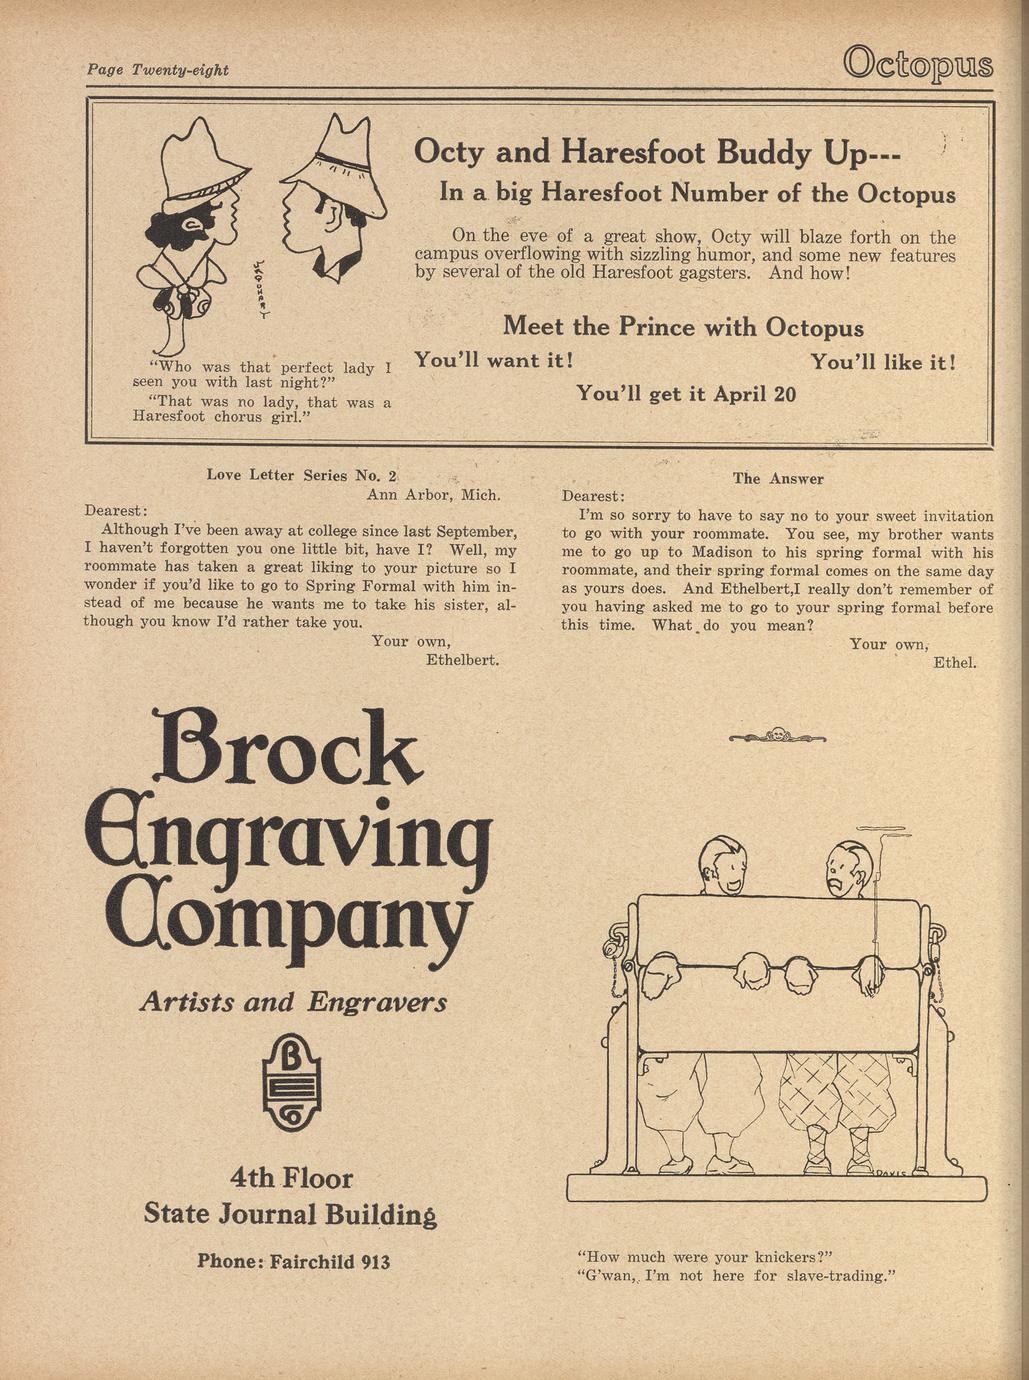 Page Twenty-eight
Octopus
Octy and Haresfoot Buddy Up---
In a big Haresfoot Number of the Octopus
On the eve of a great show, Octy will blaze forth on the
campus overflowing with sizzling humor, and some new features
by several of the old Haresfoot gagsters. And how!
Meet the Prince with Octopus
You'll want it!
You'll like it!
You'll get it April 20
"Who was that perfect lady I
seen you with last night?"
"That was no lady, that was a
Haresfoot chorus girl."
Love Letter Series No. 2
Ann Arbor, Mich.
Dearest:
Although I've been away at college since last September,
I haven't forgotten you one little bit, have I? Well, my
roommate has taken a great liking to your picture so I
wonder if you'd like to go to Spring Formal with him in-
stead of me because he wants me to take his sister, al-
though you know I'd rather take you.
Your own,
Ethelbert.
The Answer
Dearest:
I'm so sorry to have to say no to your sweet invitation
to go with your roommate. You see, my brother wants
me to go up to Madison to his spring formal with his
roommate, and their spring formal comes on the same day
as yours does. And Ethelbert,I really don't remember of
you having asked me to go to your spring formal before
this time. What do you mean?
Your own,
Ethel.
Brock
Engraving
Company
Artists and Engravers
B
E
Co
4th Floor
State Journal Building
Phone: Fairchild 913
DAVIS
"How much were your knickers?"
"G'wan, I'm not here for slave-trading."